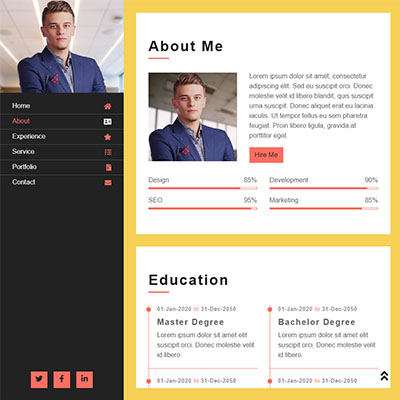 Home
About
Experience
Service
Portfolio
Contact
About Me
Lorem ipsum dolor sit amet, consectetur
adipiscing elit. Sed eu suscipit orci. Donec
molestie velit id libero blandit, quis suscipit
urna suscipit. Donec aliquet erat eu lacinia
iaculis. Ut tempus tellus eu sem pharetra
feugiat. Proin libero ligula, gravida at
porttitor eget.
Hire Me
Design 85%
Development 90%
SEO 95%
Marketing 85%
Education
01-Jan-2020 to 31-Dec-2050
Master Degree
Lorem ipsum dolor sit amet elit
suscipit orci. Donec molestie velit
id libero.
01-Jan-2020 to 31-Dec-2050
Bachelor Degree
Lorem ipsum dolor sit amet elit
suscipit orci. Donec molestie velit
id libero.
01-Jan-2020 to 31-Dec-2050
01-Jan-2020 to 31-Dec-2050